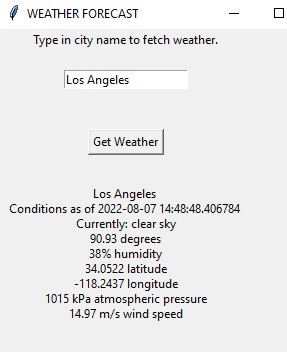 WEATHER FORECAST
Type in city name to fetch weather.
Los Angeles
Get Weather
Los Angeles
Conditions as of 2022-08-07 14:48:48.406784
Currently: clear sky
90.93 degrees
38% humidity
34.0522 latitude
-118.2437 longitude
1015 kPa atmospheric pressure
14.97 m/s wind speed